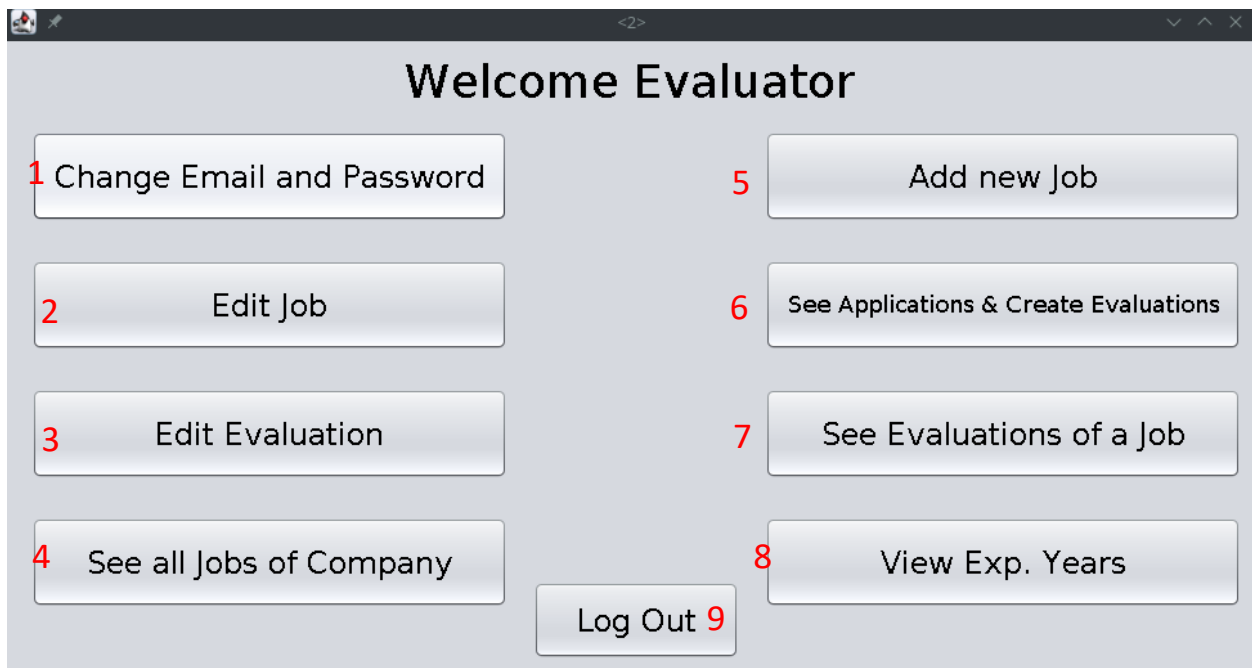 <2>
Welcome Evaluator
1 Change Email and Password
5 Add new Job
2 Edit Job
6 See Applications & Create Evaluations
3 Edit Evaluation
7 See Evaluations of a Job
4 See all Jobs of Company
8 View Exp. Years
Log Out 9